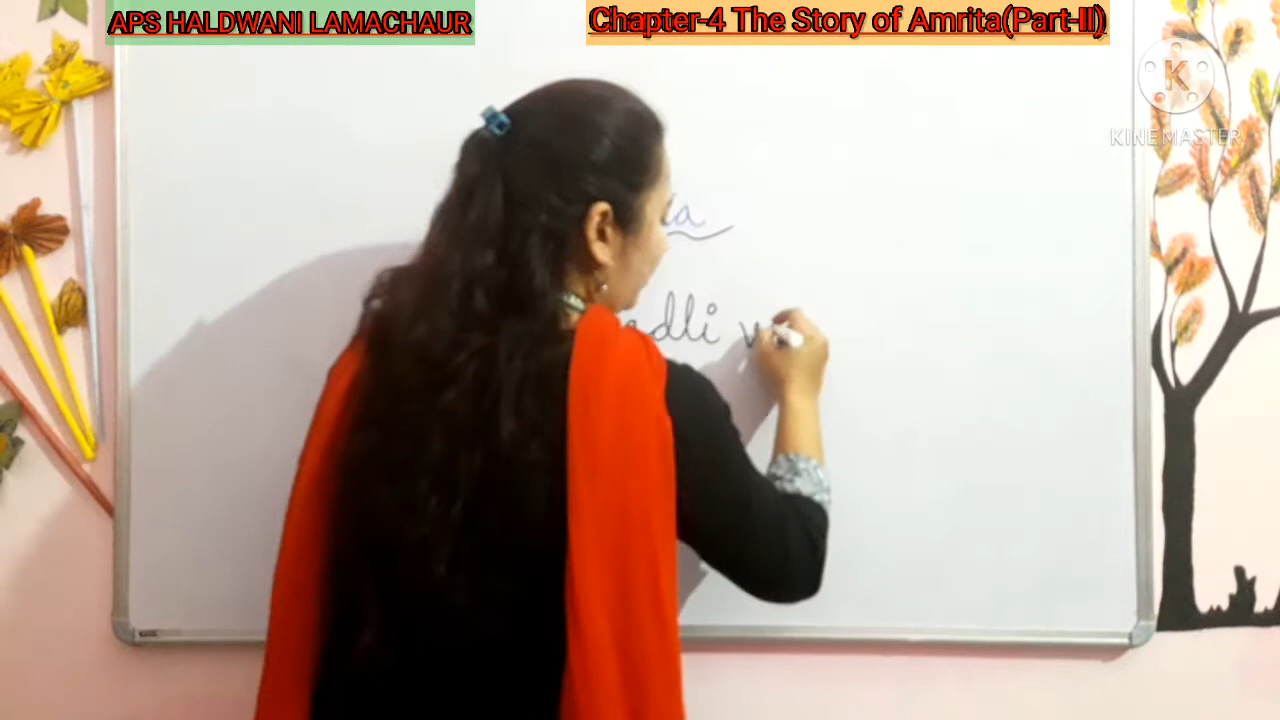 APS HALDWANI LAMACHAUR
Chapter-4 The Story of Amrita(Part-II)
K
KINEMASTER